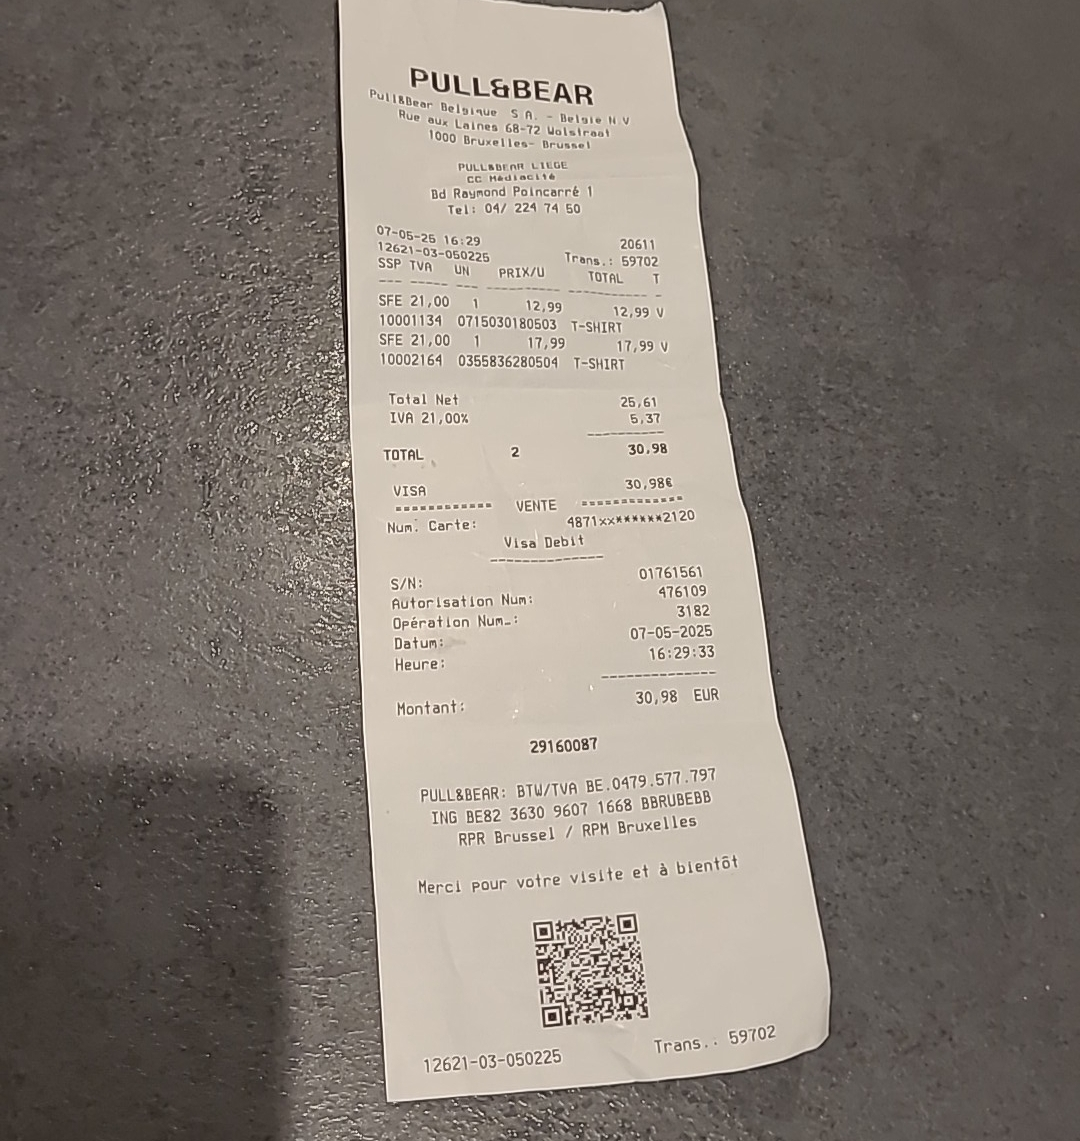 PULL&BEAR
Pull&Bear Belgique S A. - Belgie N V
Rue aux Laines 68-72 Wolstraat
1000 Bruxelles- Brussel
PULL&BEAR LIEGE
CC Médiacité
Bd Raymond Poincarré 1
Tel: 04/ 224 74 50
07-05-25 16:29 20611
12621-03-050225 Trans.: 59702
SSP TVA UN PRIX/U TOTAL T
SFE 21,00 1 12,99 12,99 V
10001134 0715030180503 T-SHIRT
SFE 21,00 1 17,99 17,99 V
10002164 0355836280504 T-SHIRT
Total Net 25,61
IVA 21,00% 5,37
TOTAL 2 30,98
VISA 30,98€
============ VENTE =============
Num. Carte: 4871xx******2120
Visa Debit
S/N: 01761561
Autorisation Num: 476109
Opération Num.: 3182
Datum: 07-05-2025
Heure: 16:29:33
Montant: 30,98 EUR
29160087
PULL&BEAR: BTW/TVA BE.0479.577.797
ING BE82 3630 9607 1668 BBRUBEBB
RPR Brussel / RPM Bruxelles
Merci pour votre visite et à bientôt
12621-03-050225 Trans.: 59702